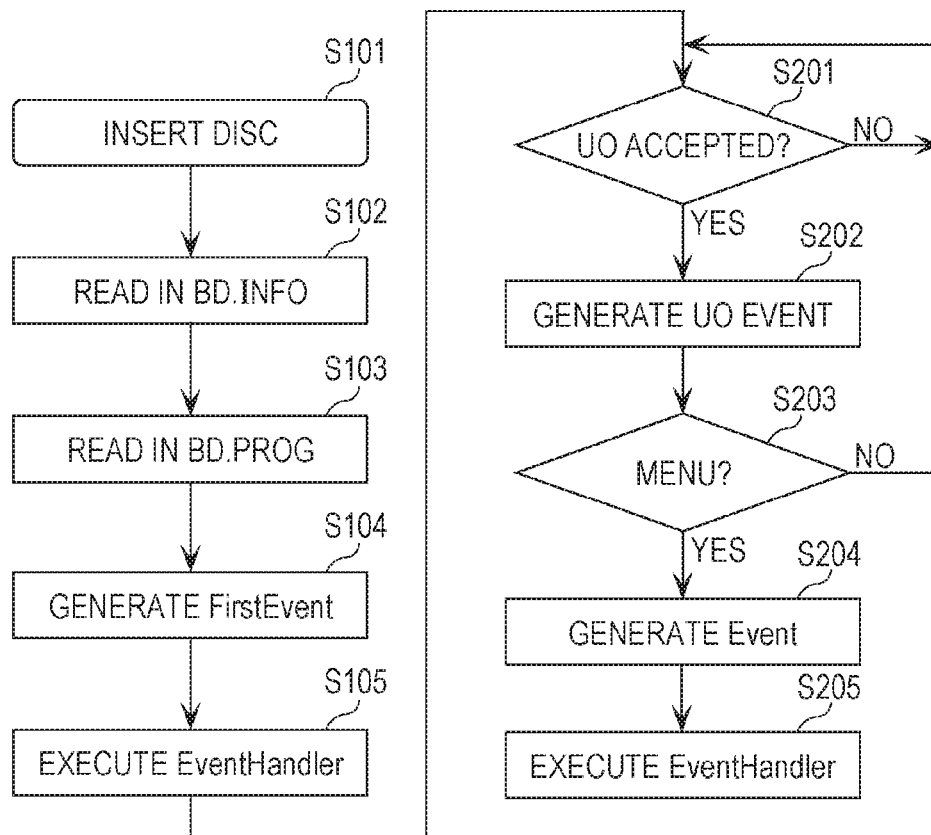 S101
INSERT DISC
S102
READ IN BD.INFO
S103
READ IN BD.PROG
S104
GENERATE FirstEvent
S105
EXECUTE EventHandler
S201
UO ACCEPTED?
NO
YES
S202
GENERATE UO EVENT
S203
MENU?
NO
YES
S204
GENERATE Event
S205
EXECUTE EventHandler